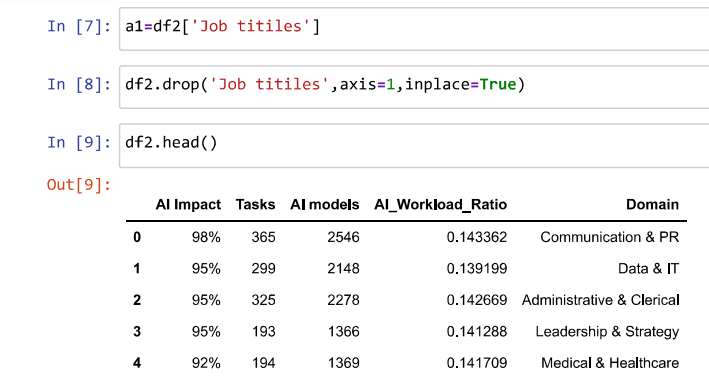 In [7]: a1=df2['Job titiles']
In [8]: df2.drop('Job titiles',axis=1,inplace=True)
In [9]: df2.head()
Out[9]:
AI Impact Tasks AI models AI_Workload_Ratio Domain
0 98% 365 2546 0.143362 Communication & PR
1 95% 299 2148 0.139199 Data & IT
2 95% 325 2278 0.142669 Administrative & Clerical
3 95% 193 1366 0.141288 Leadership & Strategy
4 92% 194 1369 0.141709 Medical & Healthcare